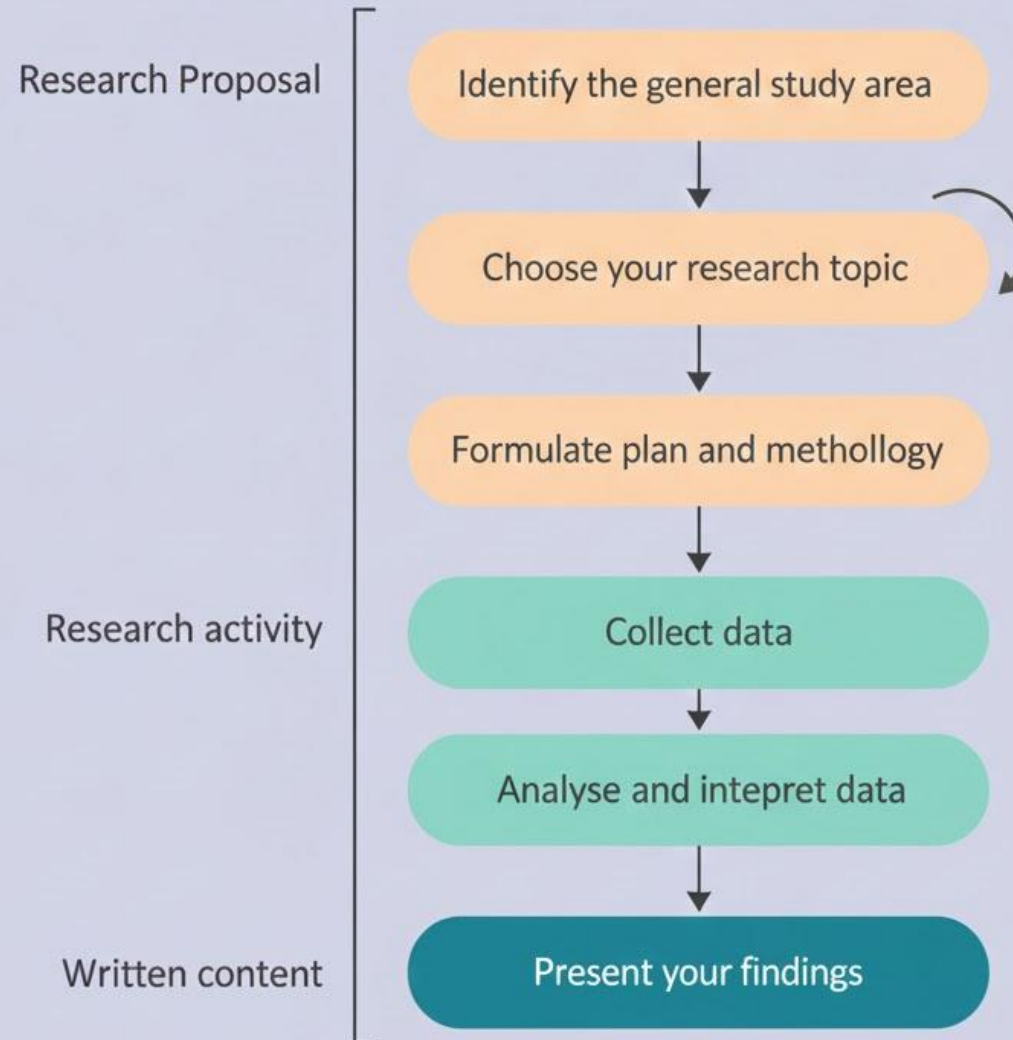 Research Proposal
Identify the general study area
Choose your research topic
Formulate plan and methollogy
Research activity
Collect data
Analyse and intepret data
Written content
Present your findings